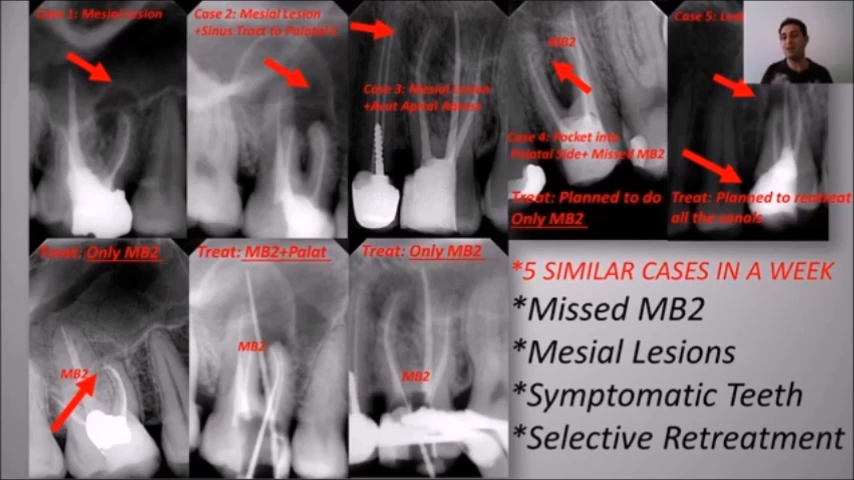 Case 1: Mesial Lesion
Case 2: Mesial Lesion
+Sinus Tract to Palatal
Case 3: Mesial Lesion
+Acut Apical
MB2
Case 4: Pocket into
Palatal Side+ Missed MB2
Treat: Planned to do
Only MB2
Case 5:
Treat: Planned to retreat
all the canals
Treat: Only MB2
MB2
Treat: MB2+Palat
MB2
Treat: Only MB2
MB2
*5 SIMILAR CASES IN A WEEK
*Missed MB2
*Mesial Lesions
*Symptomatic Teeth
*Selective Retreatment